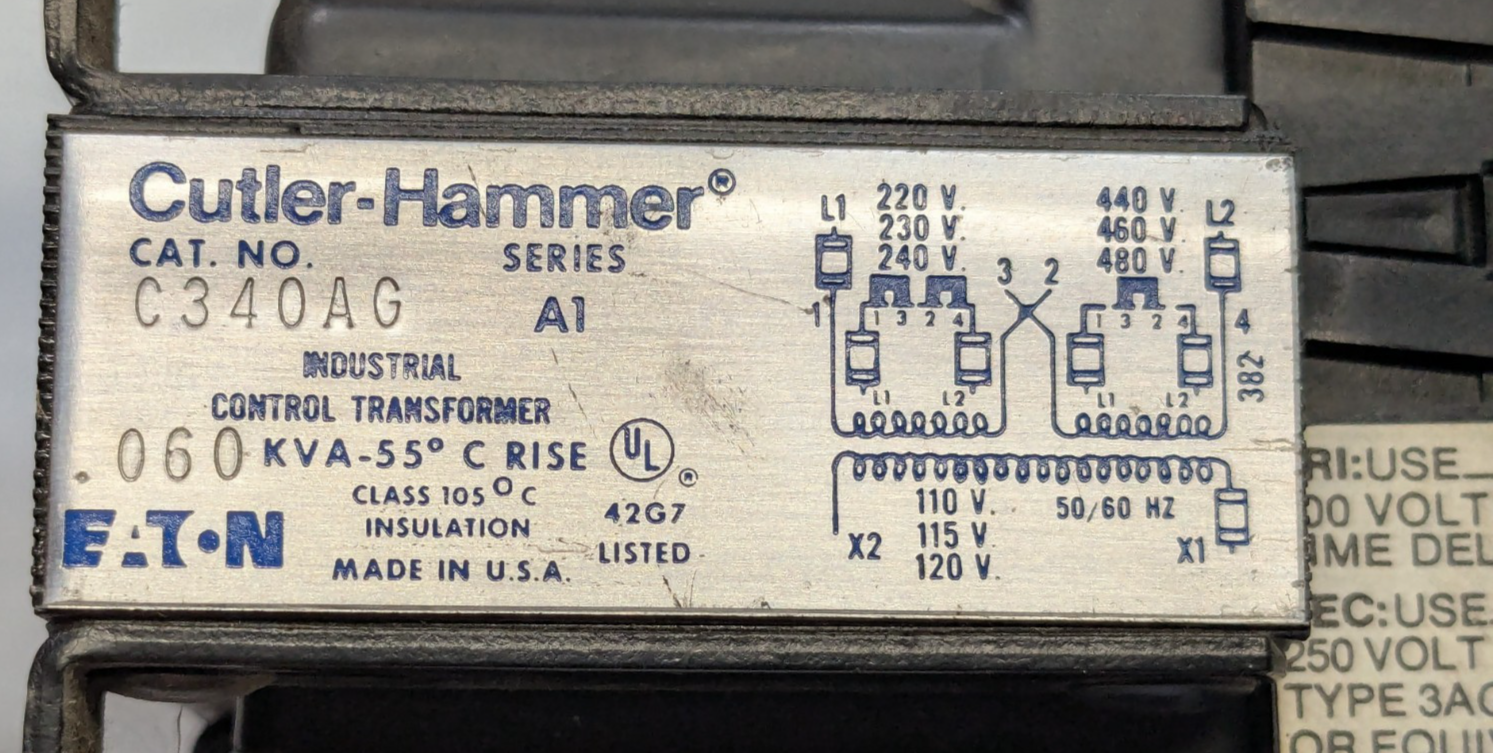 Cutler-Hammer®
CAT. NO. SERIES
C340AG A1
INDUSTRIAL
CONTROL TRANSFORMER
.060 KVA-55° C RISE UL®
CLASS 105°C
INSULATION
42G7
LISTED
EATON
MADE IN U.S.A.
L1 220 V. 440 V. L2
230 V. 460 V.
240 V. 3 2 480 V.
1 1 3 2 4 1 3 2 4 4
382
L1 L2 L1 L2
110 V. 50/60 HZ
X2 115 V. X1
120 V.
RI:USE
00 VOLT
IME DEL
EC:USE
250 VOLT
TYPE 3AG
OR EQUI